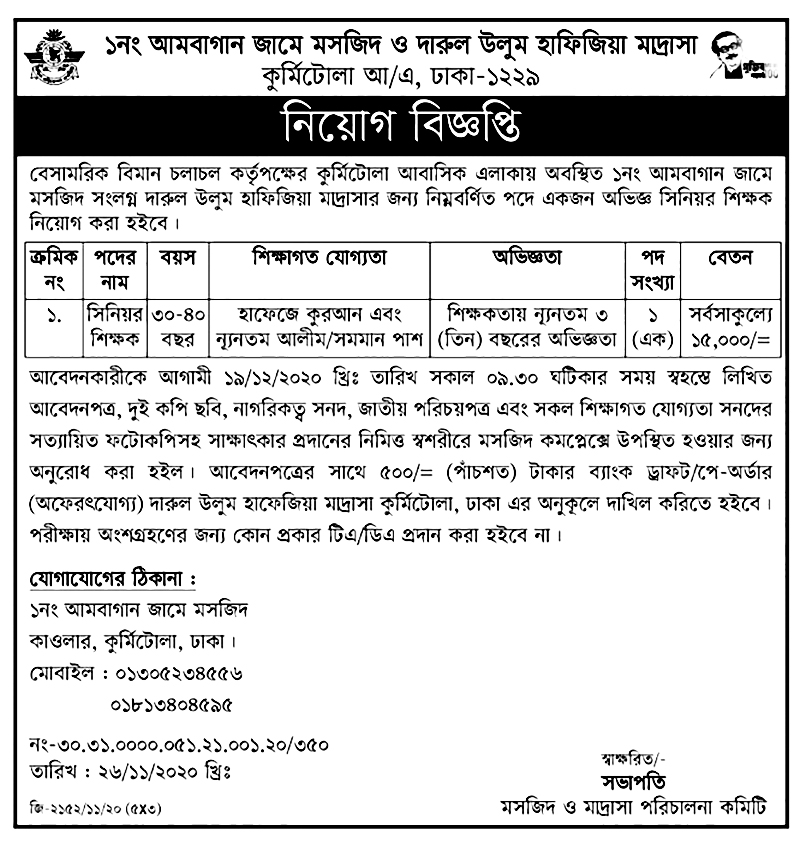 ১নং আমবাগান জামে মসজিদ ও দারুল উলুম হাফিজিয়া মাদ্রাসা
কুর্মিটোলা আ/এ, ঢাকা-১২২৯
নিয়োগ বিজ্ঞপ্তি
বেসামরিক বিমান চলাচল কর্তৃপক্ষের কুর্মিটোলা আবাসিক এলাকায় অবস্থিত ১নং আমবাগান জামে
মসজিদ সংলগ্ন দারুল উলুম হাফিজিয়া মাদ্রাসার জন্য নিম্নবর্ণিত পদে একজন অভিজ্ঞ সিনিয়র শিক্ষক
নিয়োগ করা হইবে।
ক্রমিক নং পদের নাম বয়স শিক্ষাগত যোগ্যতা অভিজ্ঞতা পদ সংখ্যা বেতন
১. সিনিয়র শিক্ষক ৩০-৪০ বছর হাফেজে কুরআন এবং ন্যূনতম আলীম/সমমান পাশ শিক্ষকতায় ন্যূনতম ৩ (তিন) বছরের অভিজ্ঞতা ১ (এক) সর্বসাকুল্যে ১৫,০০০/=
আবেদনকারীকে আগামী ১৯/১২/২০২০ খ্রিঃ তারিখ সকাল ০৯.৩০ ঘটিকার সময় স্বহস্তে লিখিত
আবেদনপত্র, দুই কপি ছবি, নাগরিকত্ব সনদ, জাতীয় পরিচয়পত্র এবং সকল শিক্ষাগত যোগ্যতা সনদের
সত্যায়িত ফটোকপিসহ সাক্ষাৎকার প্রদানের নিমিত্ত স্বশরীরে মসজিদ কমপ্লেক্সে উপস্থিত হওয়ার জন্য
অনুরোধ করা হইল। আবেদনপত্রের সাথে ৫০০/= (পাঁচশত) টাকার ব্যাংক ড্রাফট/পে-অর্ডার
(অফেরৎযোগ্য) দারুল উলুম হাফেজিয়া মাদ্রাসা কুর্মিটোলা, ঢাকা এর অনুকূলে দাখিল করিতে হইবে।
পরীক্ষায় অংশগ্রহণের জন্য কোন প্রকার টিএ/ডিএ প্রদান করা হইবে না।
যোগাযোগের ঠিকানা :
১নং আমবাগান জামে মসজিদ
কাওলার, কুর্মিটোলা, ঢাকা।
মোবাইল : ০১৩০৫২৩৪৫৫৬
০১৮১৩৪০৪৫৯৫
নং-৩০.৩১.০০০০.০৫১.২১.০০১.২০/৩৫০
তারিখ : ২৬/১১/২০২০ খ্রিঃ
স্বাক্ষরিত/-
সভাপতি
মসজিদ ও মাদ্রাসা পরিচালনা কমিটি
জি-২১৫২/১১/২০ (৫X৩)